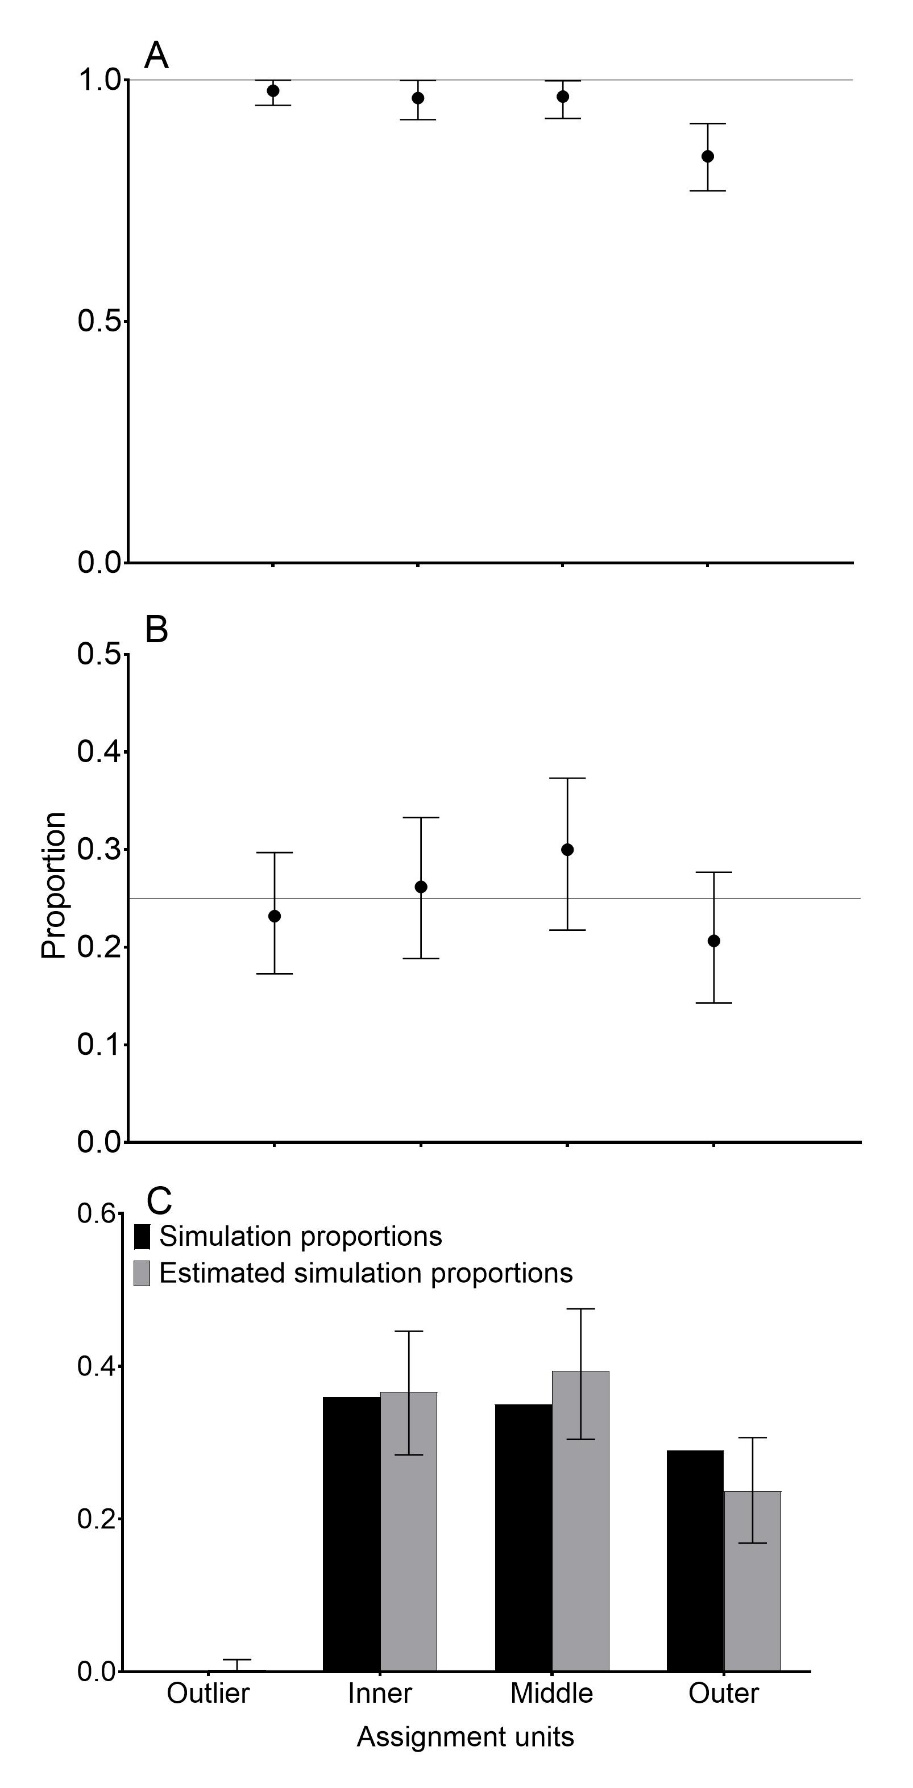 A
1.0
0.5
0.0
B
0.5
0.4
0.3
0.2
0.1
0.0
Proportion
C
0.6
Simulation proportions
Estimated simulation proportions
0.4
0.2
0.0
Outlier Inner Middle Outer
Assignment units